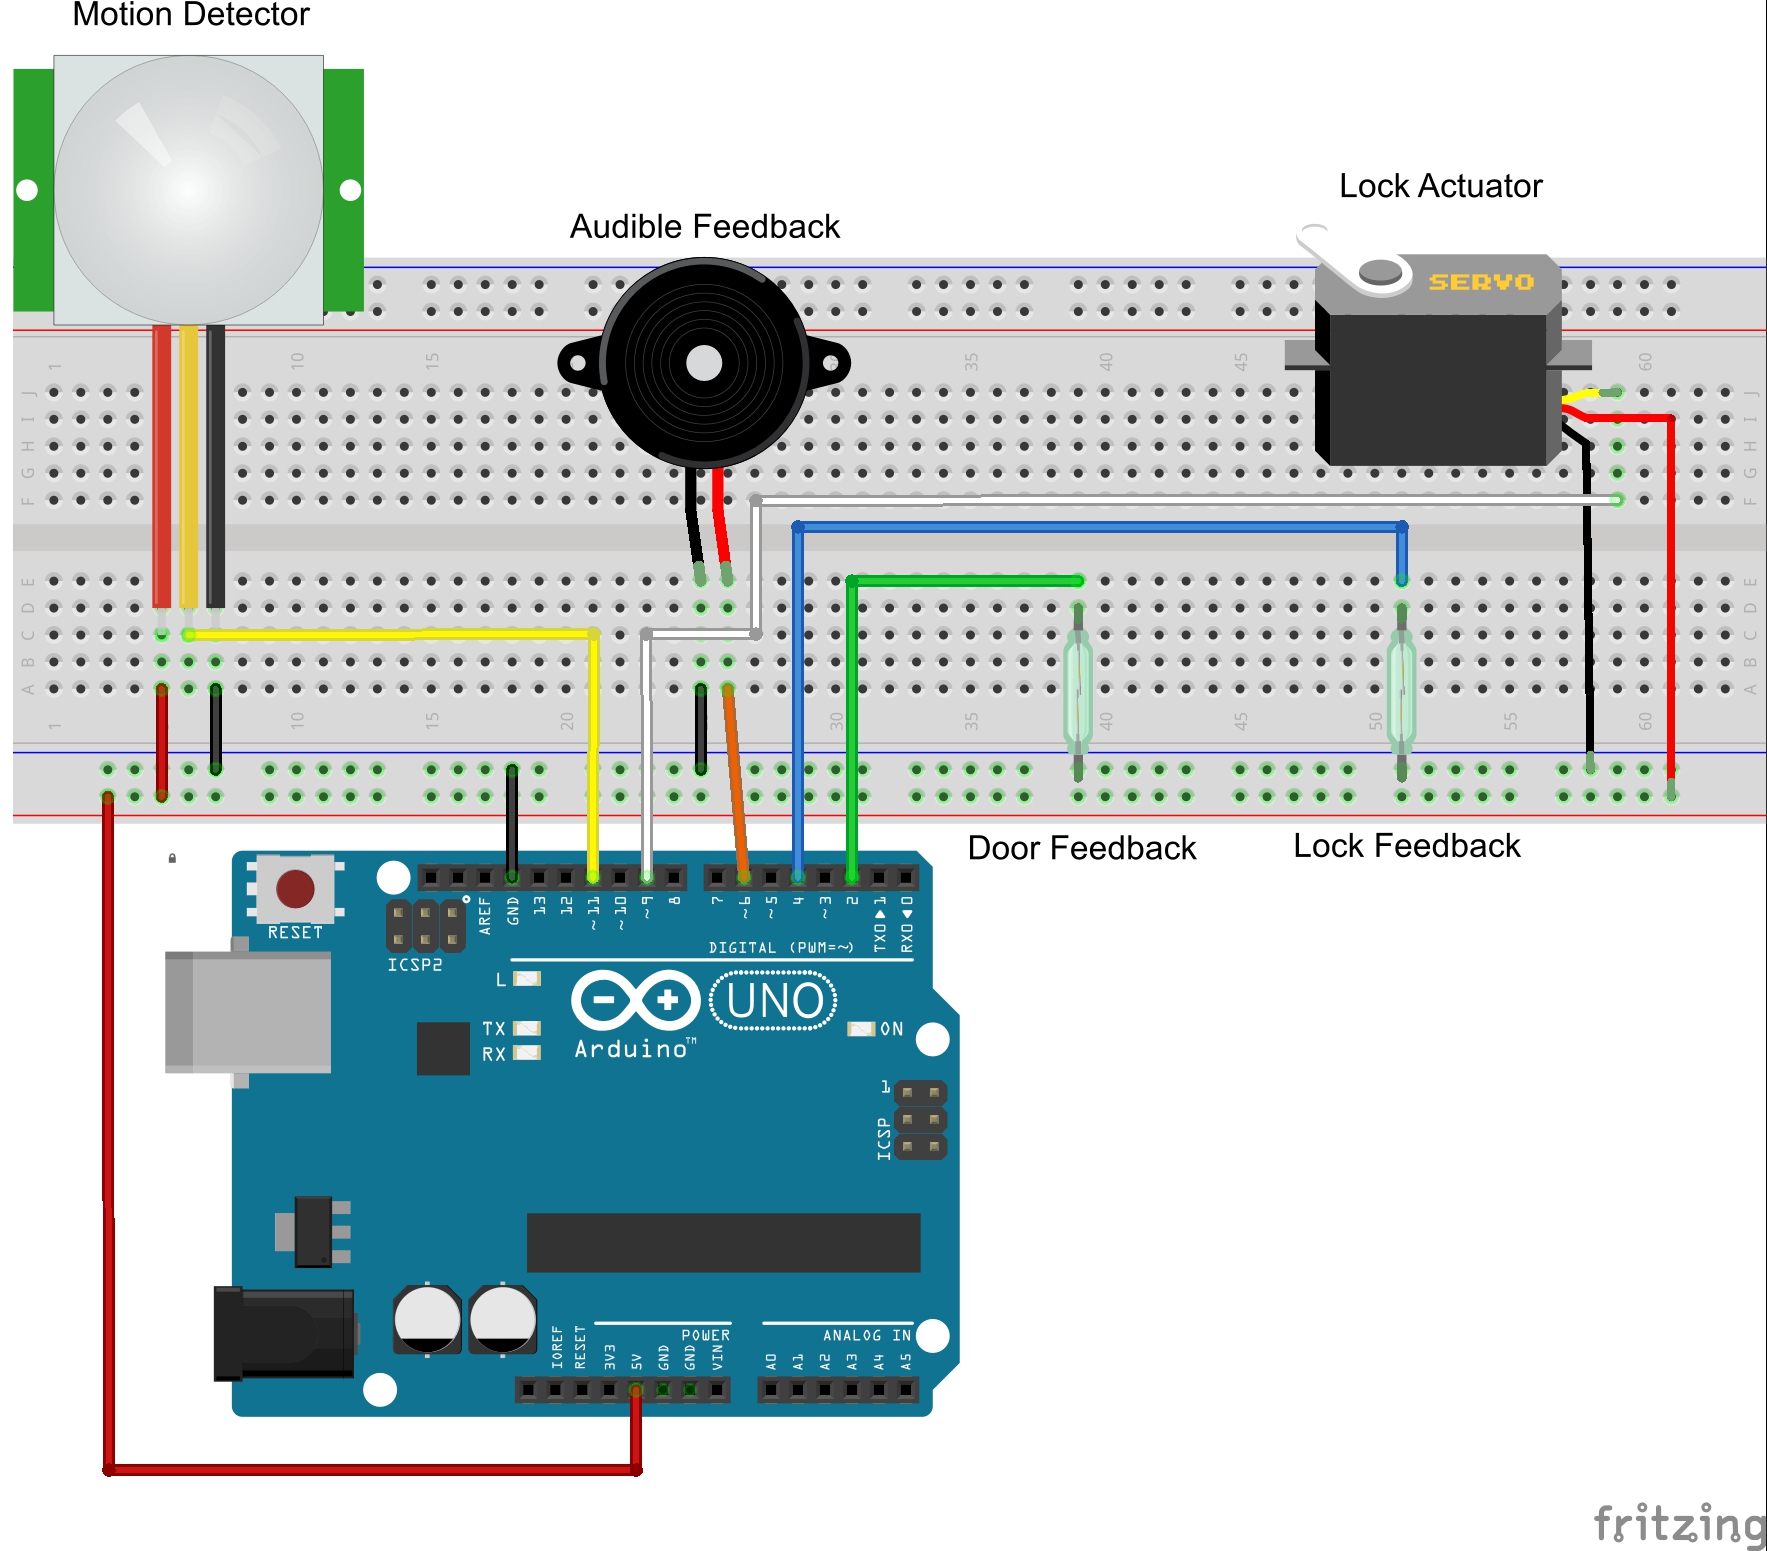 Motion Detector
Lock Actuator
Audible Feedback
SERVO
1 10 15 35 40 45 60
J J
I I
H H
G G
F F
E E
D D
C C
B B
A A
1 10 15 20 30 35 40 45 50 55 60
Door Feedback
Lock Feedback
RESET
ICSP2
AREF
GND
13
12
~11
~10
~9
8
7
~6
~5
4
~3
2
TX0▶1
RX0◀0
DIGITAL (PWM=~)
L
TX
RX
UNO
Arduino™
ON
1
ICSP
IOREF
RESET
3V3
5V
GND
GND
VIN
POWER
ANALOG IN
A0
A1
A2
A3
A4
A5
fritzing